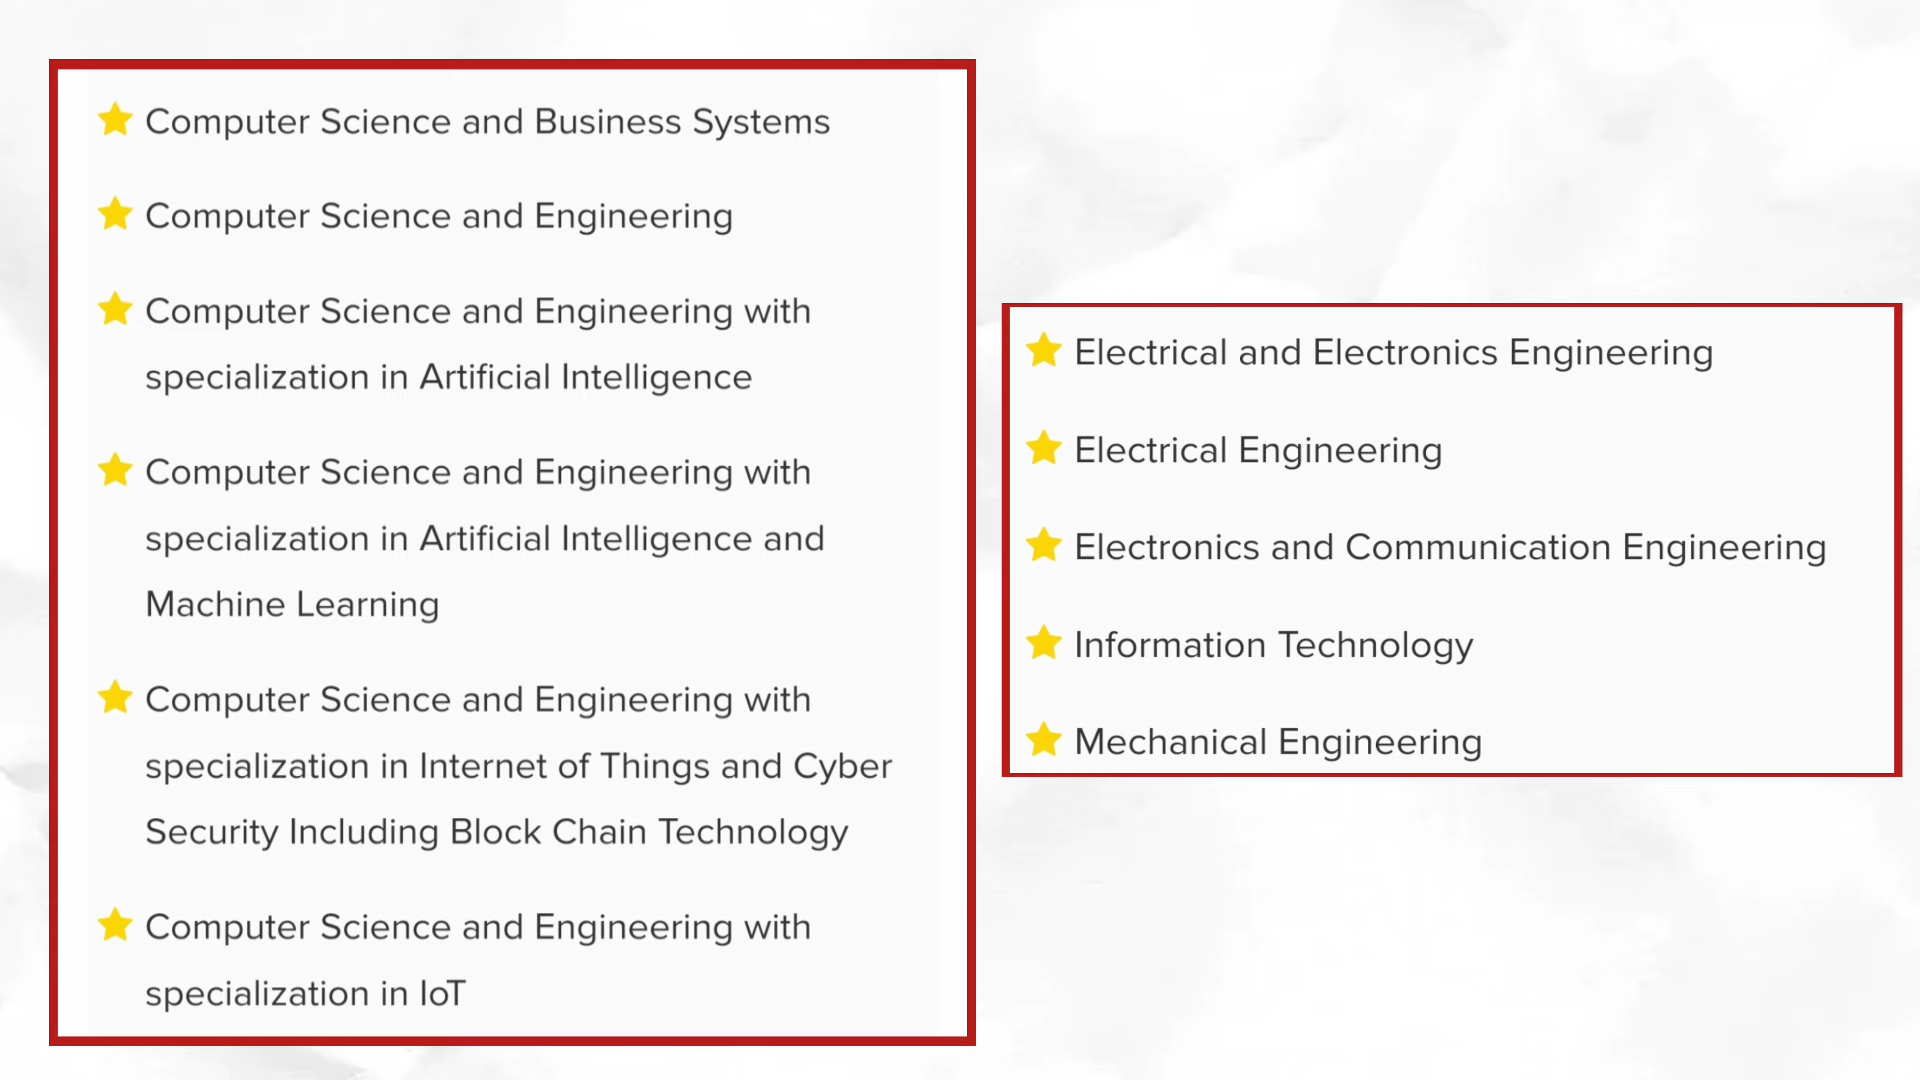 Computer Science and Business Systems
Computer Science and Engineering
Computer Science and Engineering with
specialization in Artificial Intelligence
Computer Science and Engineering with
specialization in Artificial Intelligence and
Machine Learning
Computer Science and Engineering with
specialization in Internet of Things and Cyber
Security Including Block Chain Technology
Computer Science and Engineering with
specialization in IoT
Electrical and Electronics Engineering
Electrical Engineering
Electronics and Communication Engineering
Information Technology
Mechanical Engineering